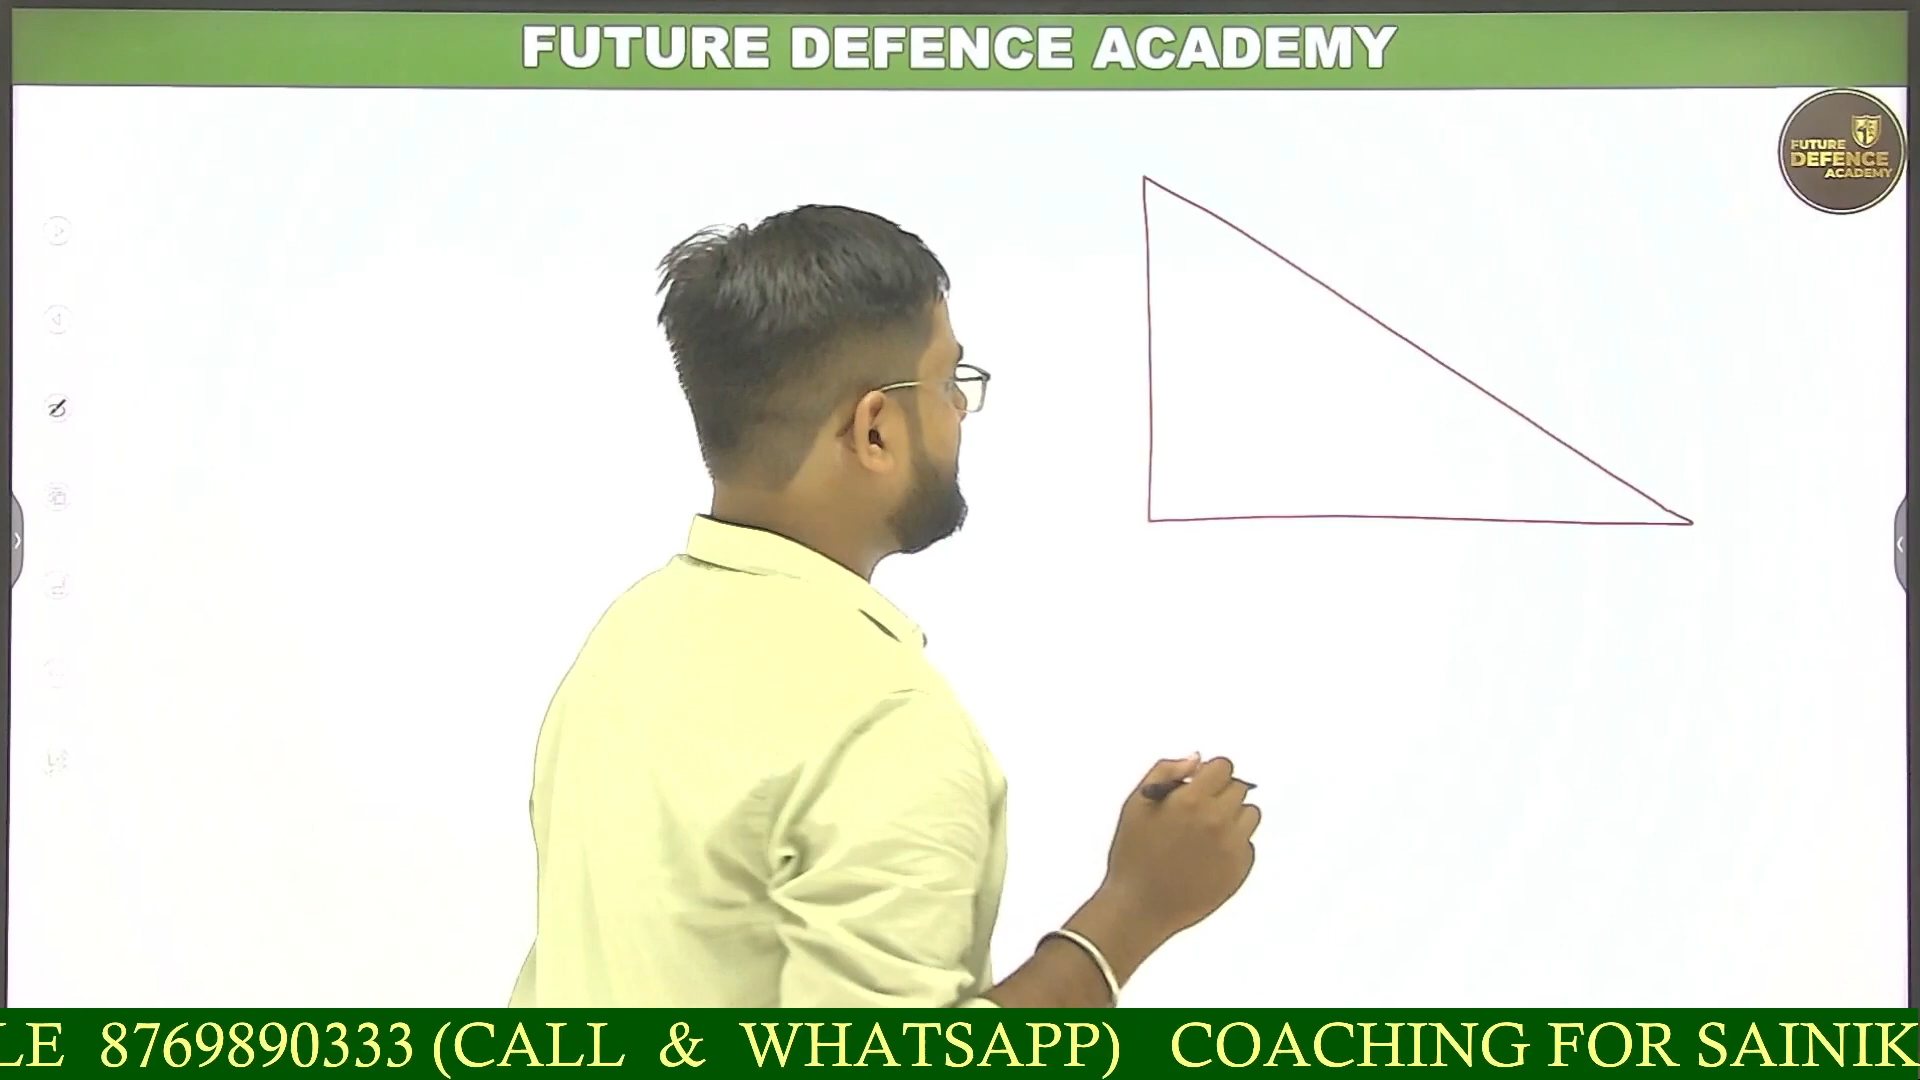 FUTURE DEFENCE ACADEMY
FUTURE
DEFENCE
ACADEMY
LE 8769890333 (CALL & WHATSAPP) COACHING FOR SAINIK